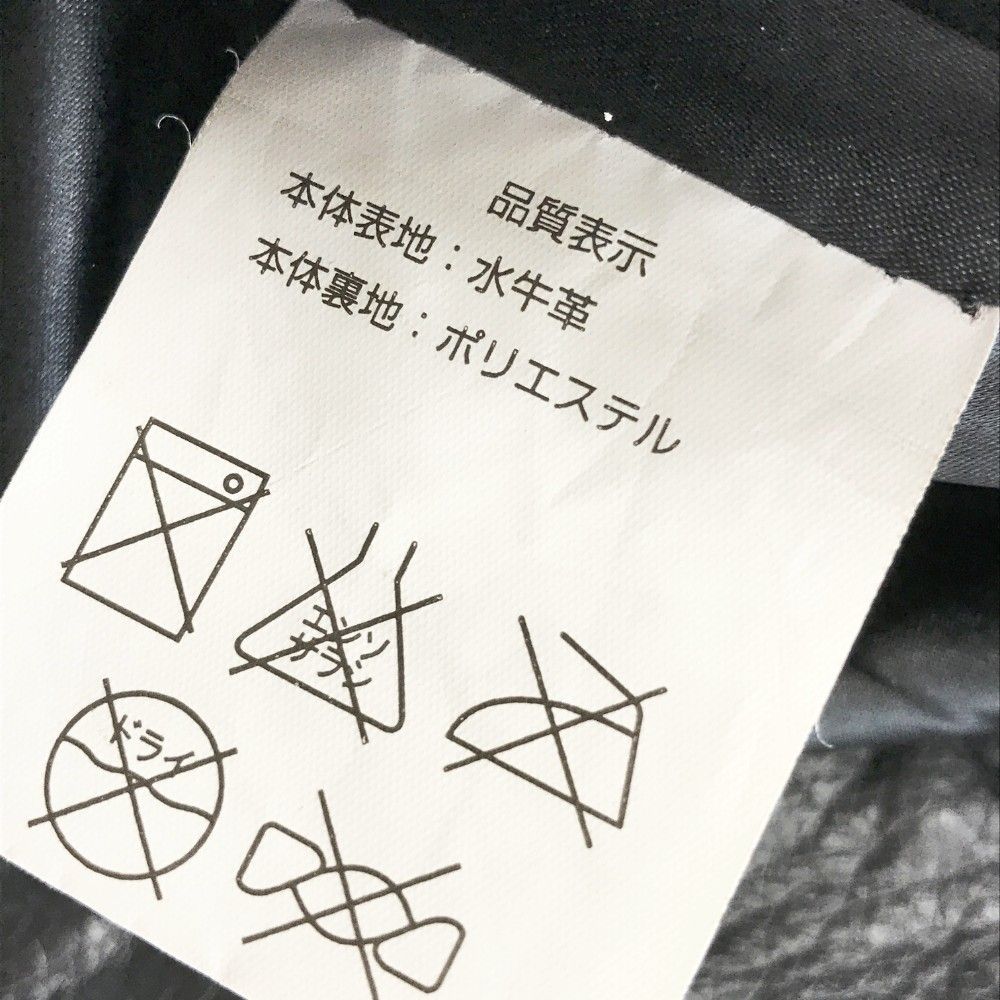 品質表示
本体表地：水牛革
本体裏地：ポリエステル
エンソ
サラシ
ドライ